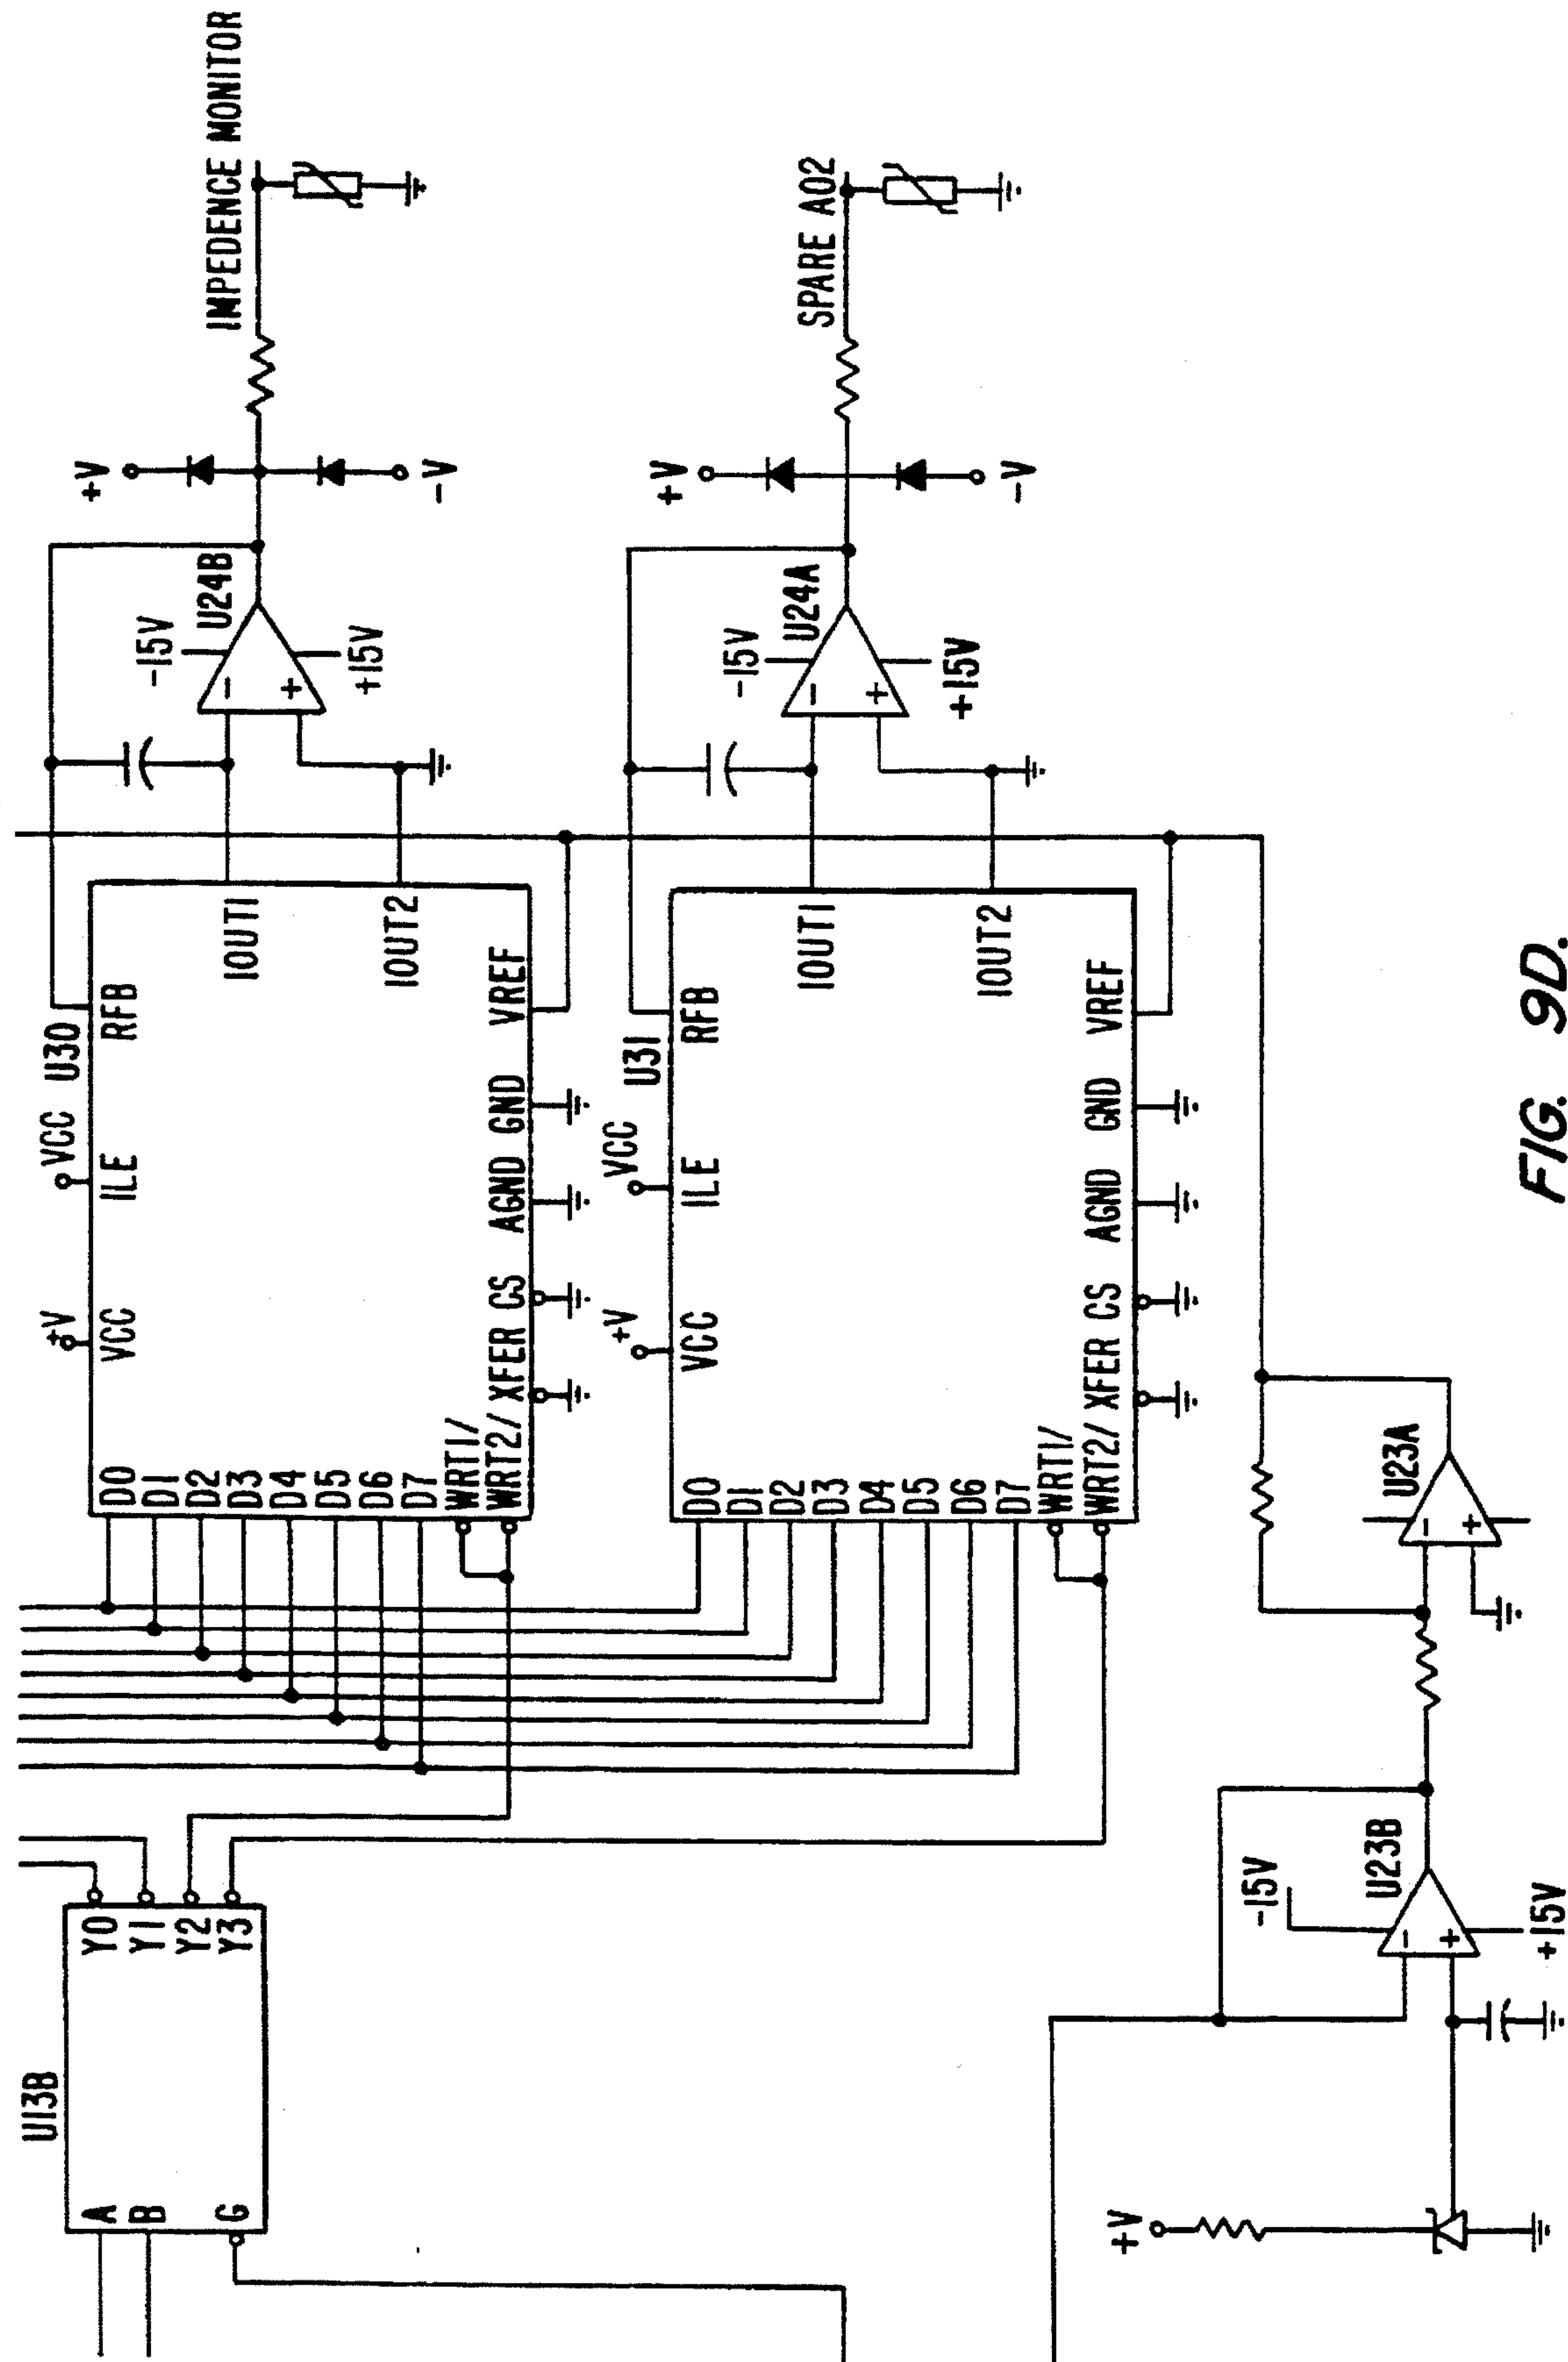 IMPEDENCE MONITOR
+V
-V
U24B
-15V
+15V
-
+
U30
VCC
+V
RFB
ILE
VCC
IOUT1
IOUT2
VREF
GND
AGND
CS
XFER
D0
D1
D2
D3
D4
D5
D6
D7
WRT1/
WRT2/
SPARE AO2
+V
-V
U24A
-15V
+15V
-
+
U31
VCC
+V
RFB
ILE
VCC
IOUT1
IOUT2
VREF
GND
AGND
CS
XFER
D0
D1
D2
D3
D4
D5
D6
D7
WRT1/
WRT2/
U13B
A
B
G
Y0
Y1
Y2
Y3
U23A
-
+
U23B
-15V
+15V
-
+
+V
FIG. 9D.